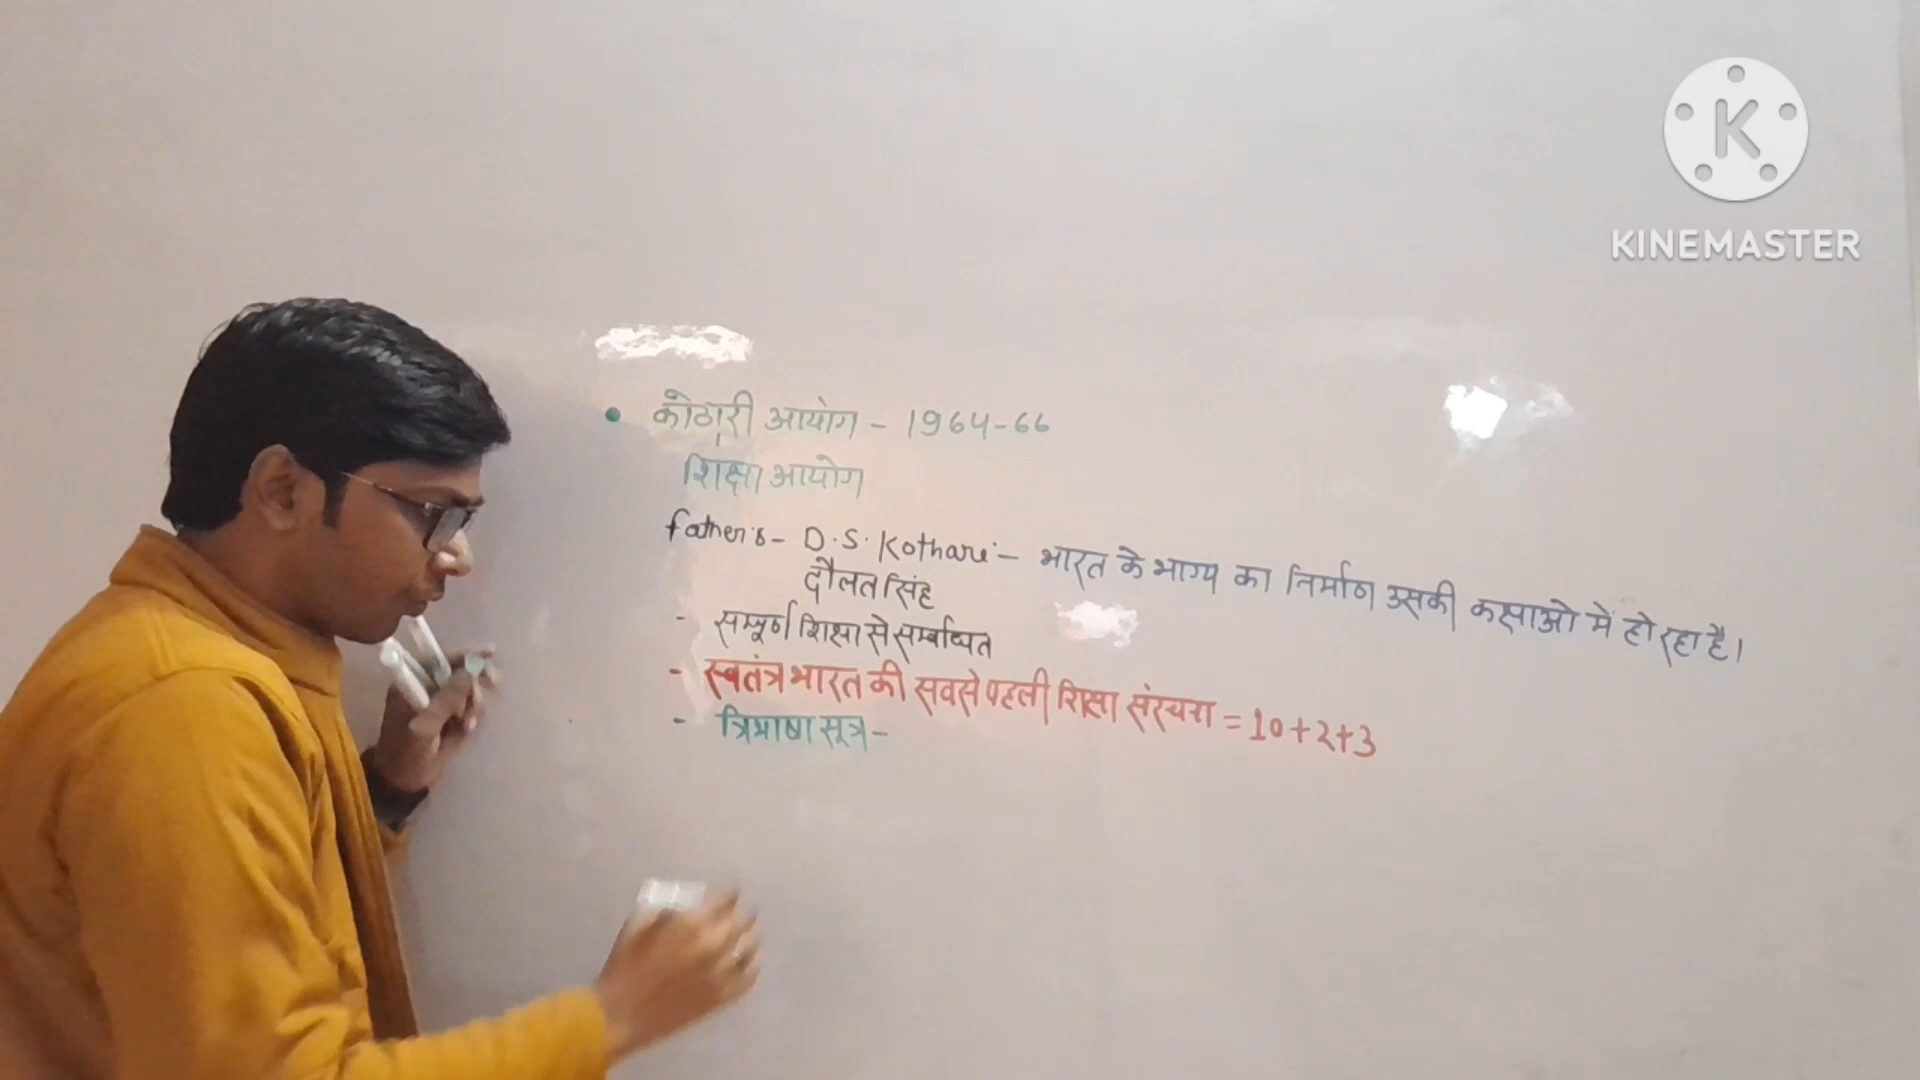 K
KINEMASTER
• कोठारी आयोग - 1964-66
शिक्षा आयोग
father's - D.S. Kothari - भारत के भाग्य का निर्माण उसकी कक्षाओ में हो रहा है।
दौलत सिंह
- सम्पूर्ण शिक्षा से सम्बंधित
- स्वतंत्र भारत की सबसे पहली शिक्षा संरचना = 10+2+3
- त्रिभाषा सूत्र -